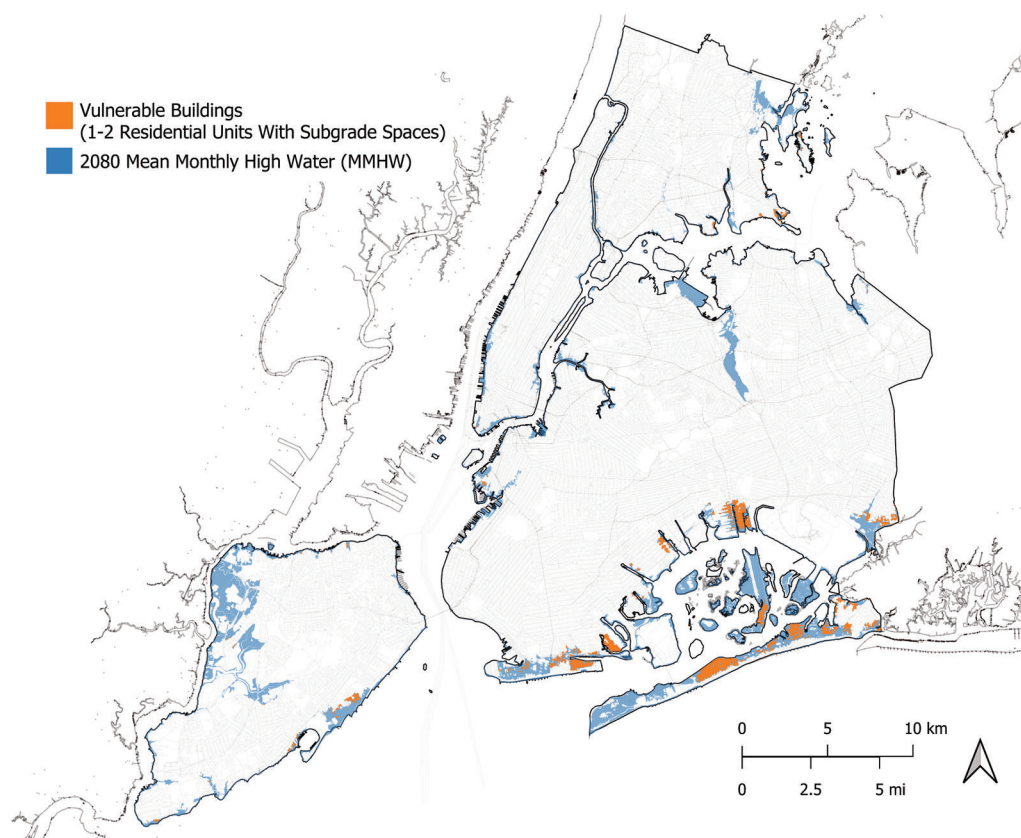 Vulnerable Buildings
(1-2 Residential Units With Subgrade Spaces)
2080 Mean Monthly High Water (MMHW)
0 5 10 km
0 2.5 5 mi